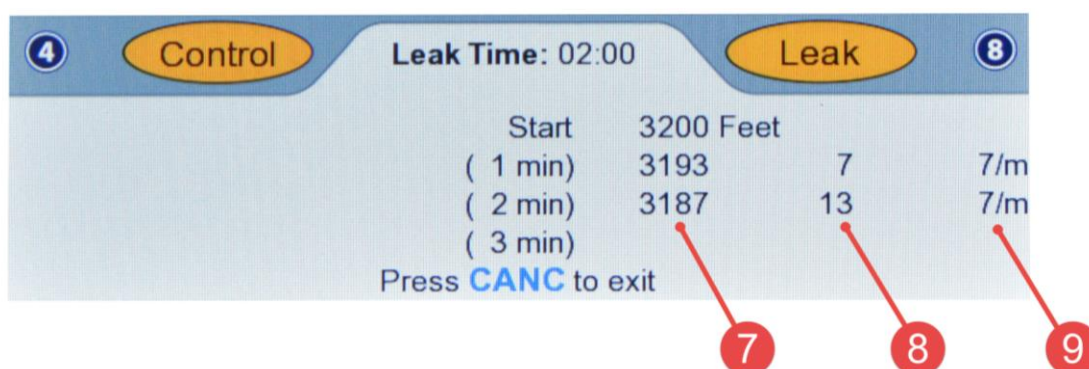 4 Control Leak Time: 02:00 Leak 8
Start 3200 Feet
( 1 min) 3193 7 7/m
( 2 min) 3187 13 7/m
( 3 min)
Press CANC to exit
7 8 9